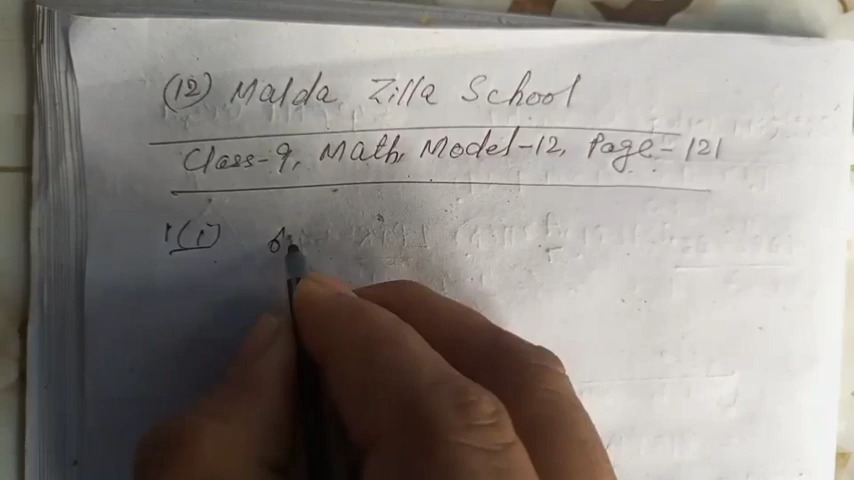 (12) Malda Zilla School
Class-9, Math, Model-12, Page-121
1(i)